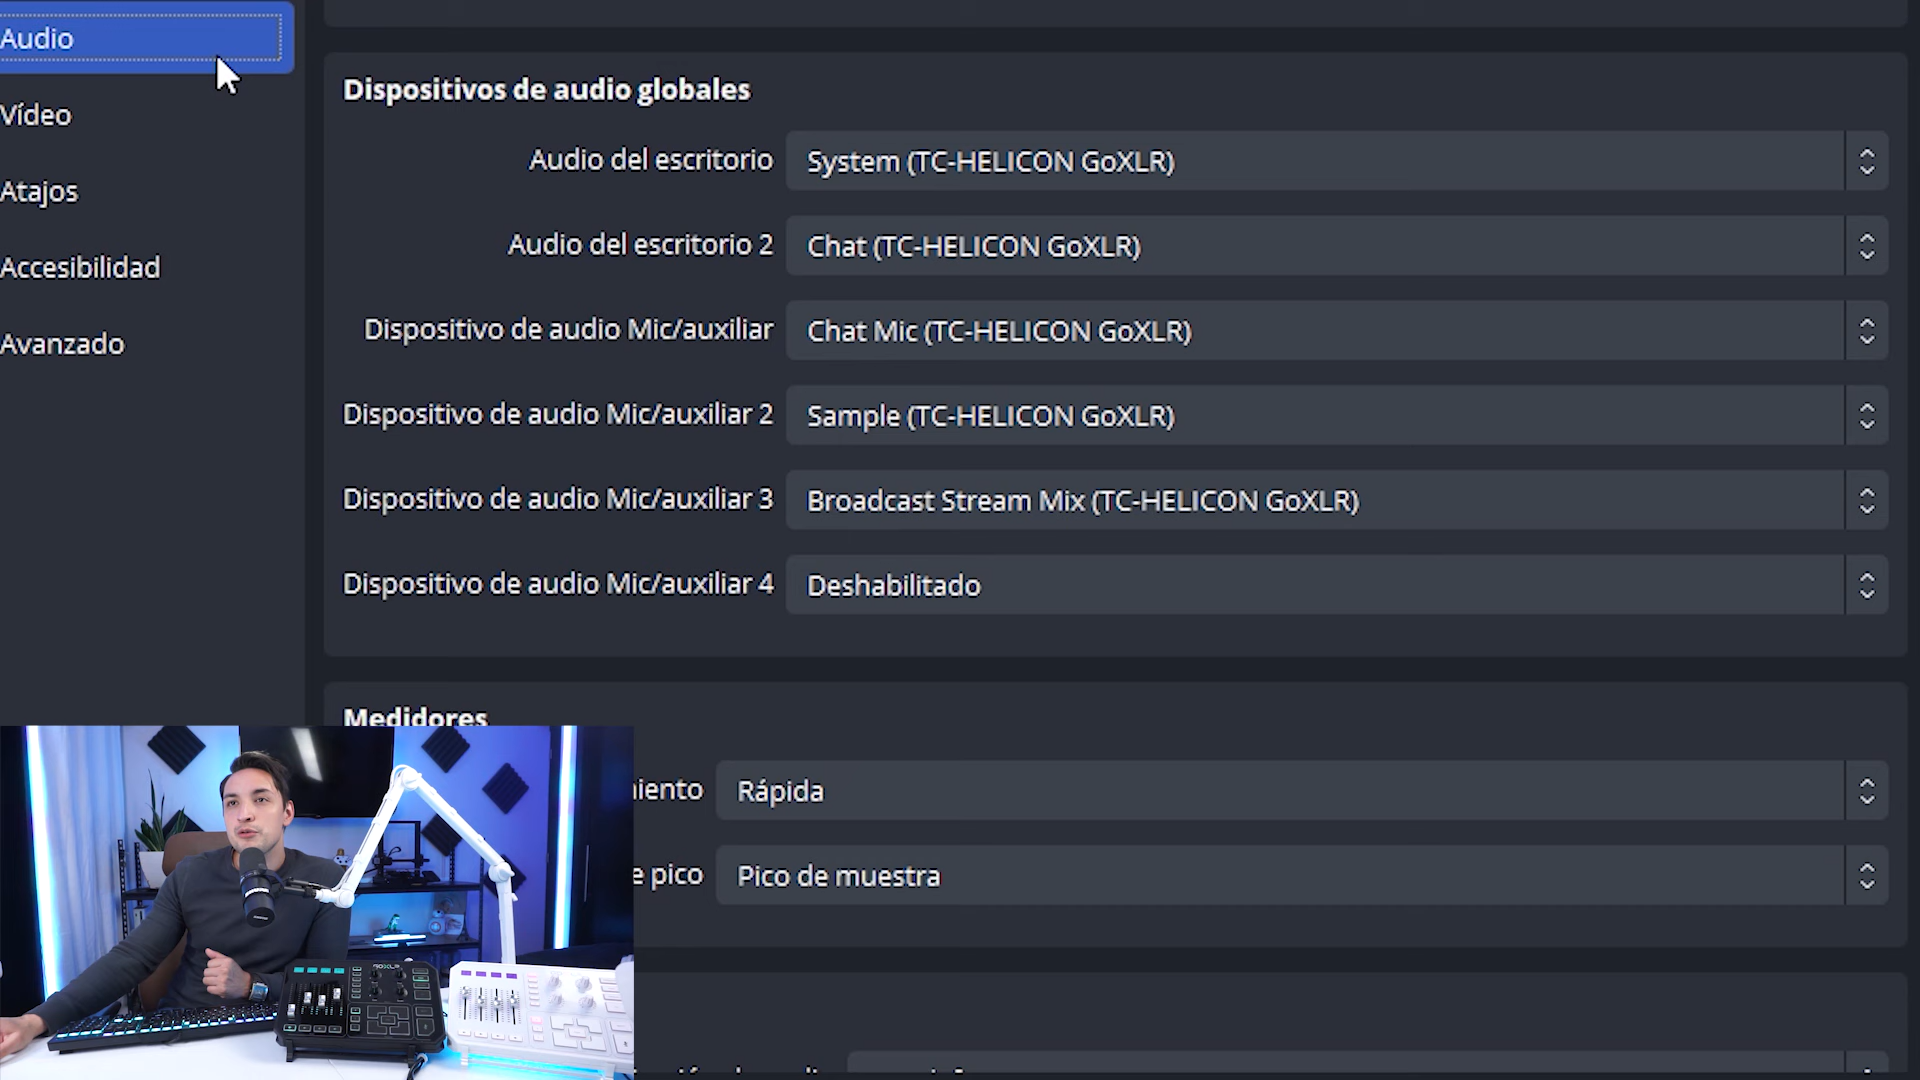 Audio
Vídeo
Atajos
Accesibilidad
Avanzado
Dispositivos de audio globales
Audio del escritorio System (TC-HELICON GoXLR)
Audio del escritorio 2 Chat (TC-HELICON GoXLR)
Dispositivo de audio Mic/auxiliar Chat Mic (TC-HELICON GoXLR)
Dispositivo de audio Mic/auxiliar 2 Sample (TC-HELICON GoXLR)
Dispositivo de audio Mic/auxiliar 3 Broadcast Stream Mix (TC-HELICON GoXLR)
Dispositivo de audio Mic/auxiliar 4 Deshabilitado
Medidores
iento Rápida
e pico Pico de muestra
GOXLR